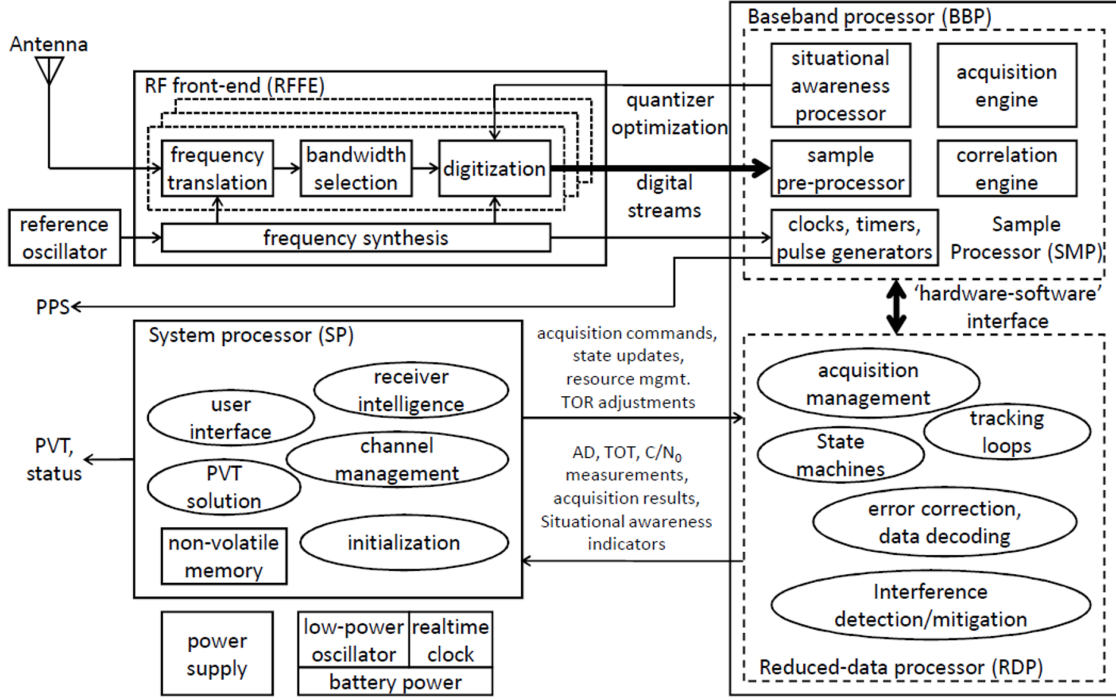 Antenna
RF front-end (RFFE)
frequency
translation
bandwidth
selection
digitization
reference
oscillator
frequency synthesis
quantizer
optimization
digital
streams
PPS
Baseband processor (BBP)
situational
awareness
processor
acquisition
engine
sample
pre-processor
correlation
engine
clocks, timers,
pulse generators
Sample
Processor (SMP)
'hardware-software'
interface
System processor (SP)
receiver
intelligence
user
interface
channel
management
PVT
solution
non-volatile
memory
initialization
PVT,
status
acquisition commands,
state updates,
resource mgmt.
TOR adjustments
AD, TOT, C/N₀
measurements,
acquisition results,
Situational awareness
indicators
acquisition
management
tracking
loops
State
machines
error correction,
data decoding
Interference
detection/mitigation
Reduced-data processor (RDP)
power
supply
low-power
oscillator
realtime
clock
battery power